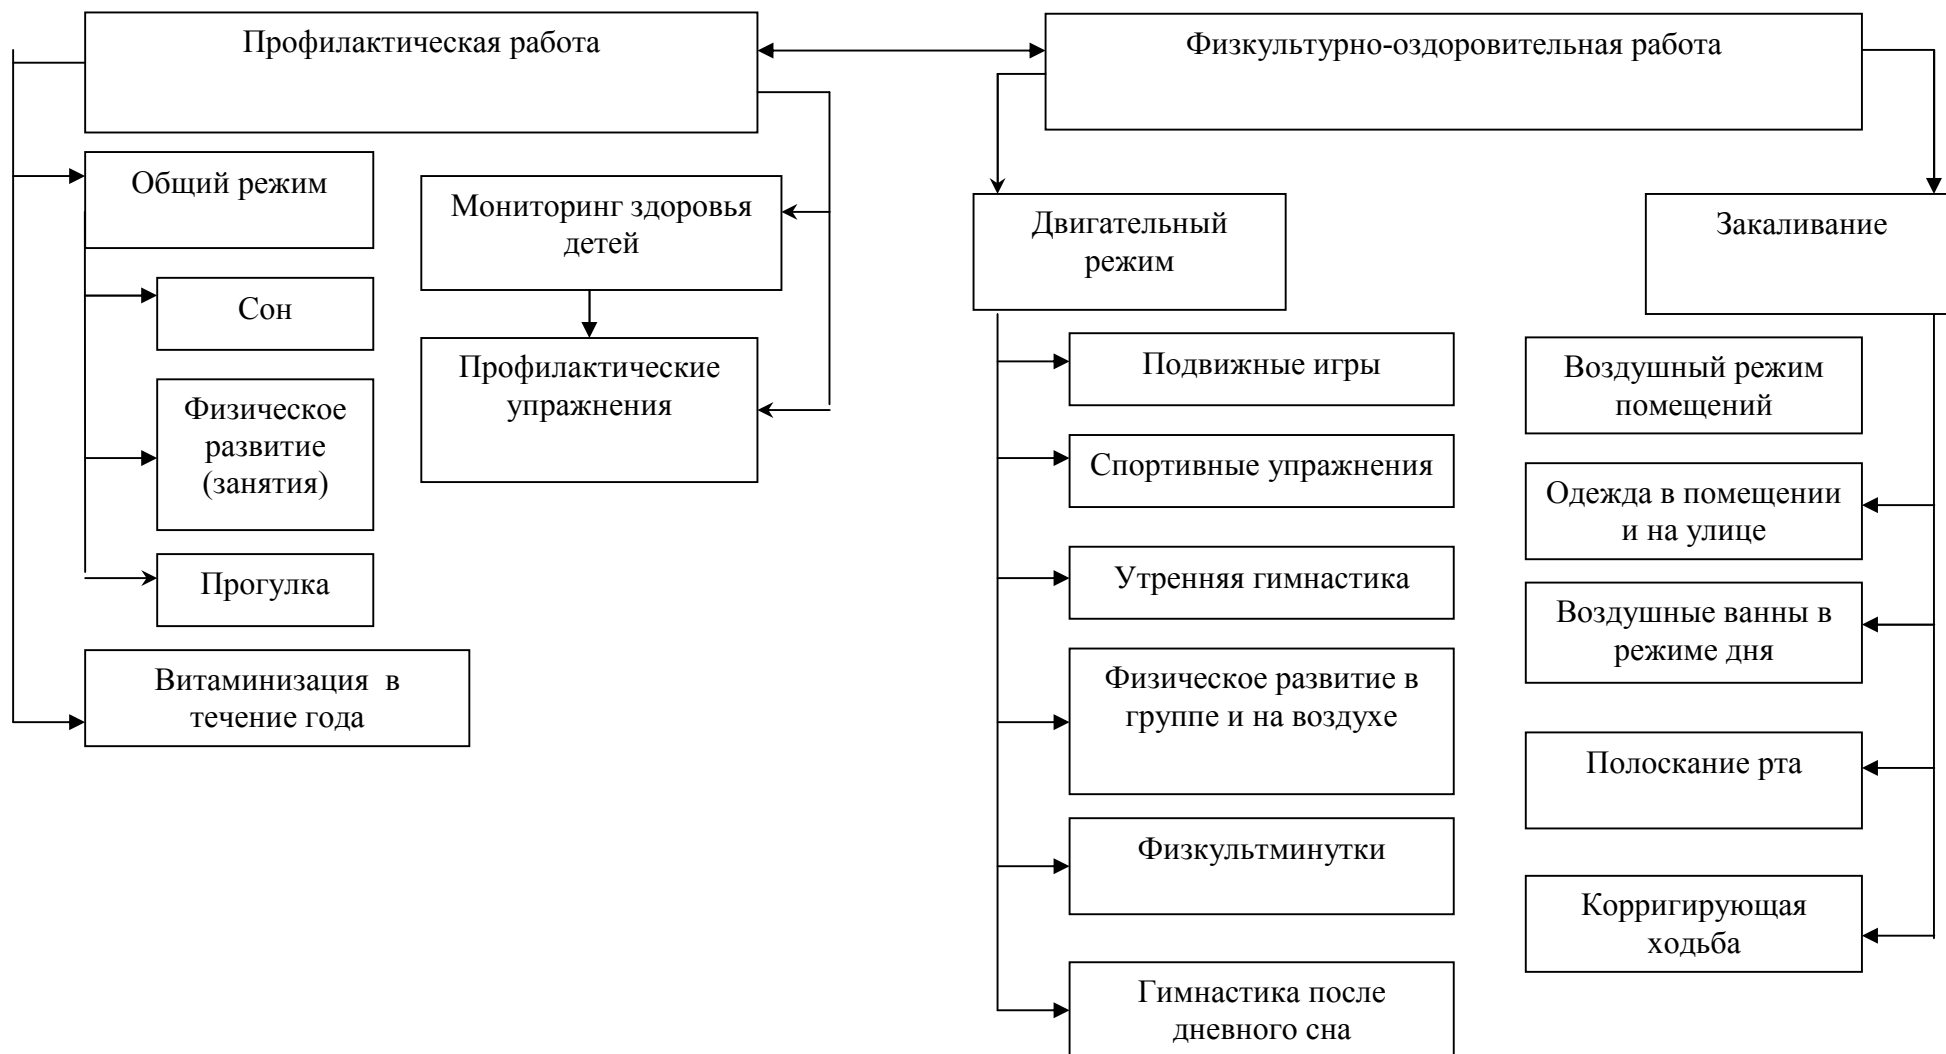 Профилактическая работа
Физкультурно-оздоровительная работа
Общий режим
Мониторинг здоровья
детей
Двигательный
режим
Закаливание
Сон
Профилактические
упражнения
Подвижные игры
Воздушный режим
помещений
Физическое
развитие
(занятия)
Спортивные упражнения
Одежда в помещении
и на улице
Прогулка
Утренняя гимнастика
Воздушные ванны в
режиме дня
Витаминизация в
течение года
Физическое развитие в
группе и на воздухе
Полоскание рта
Физкультминутки
Корригирующая
ходьба
Гимнастика после
дневного сна